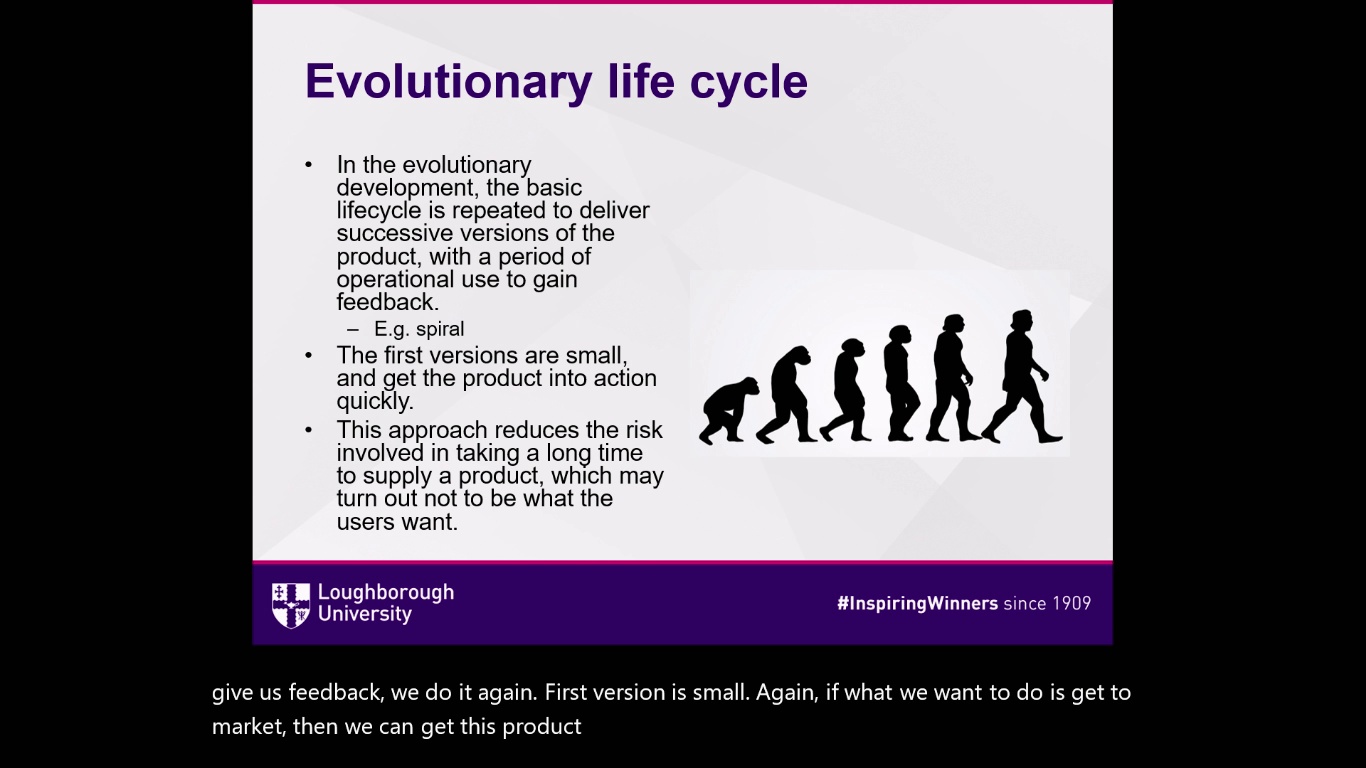 Evolutionary life cycle
• In the evolutionary
development, the basic
lifecycle is repeated to deliver
successive versions of the
product, with a period of
operational use to gain
feedback.
– E.g. spiral
• The first versions are small,
and get the product into action
quickly.
• This approach reduces the risk
involved in taking a long time
to supply a product, which may
turn out not to be what the
users want.
Loughborough
University
#InspiringWinners since 1909
give us feedback, we do it again. First version is small. Again, if what we want to do is get to
market, then we can get this product